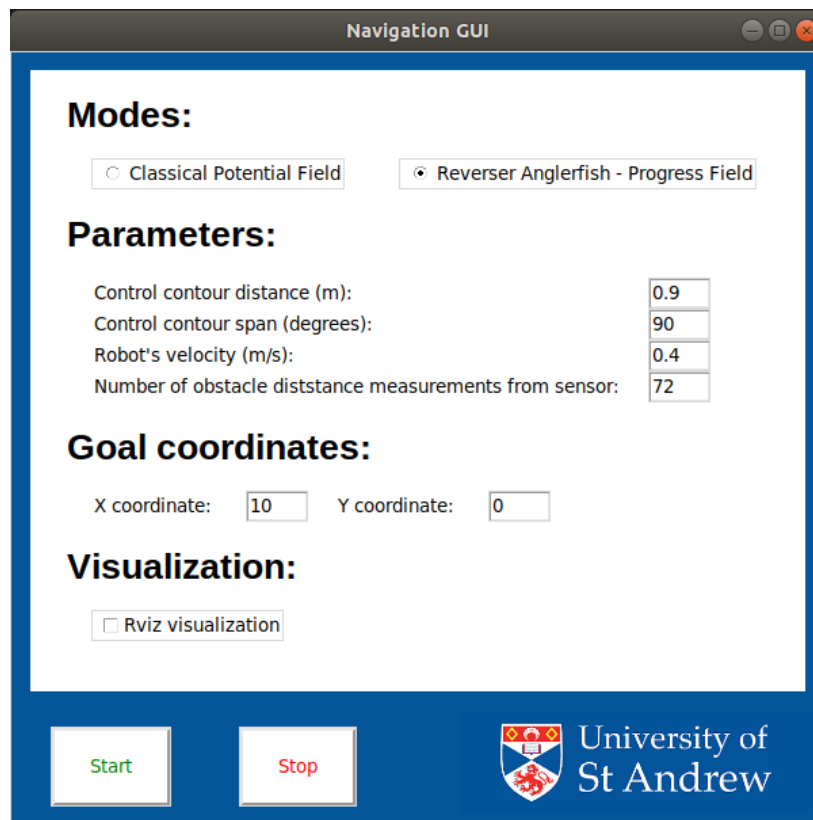 Navigation GUI
Modes:
Classical Potential Field Reverser Anglerfish - Progress Field
Parameters:
Control contour distance (m): 0.9
Control contour span (degrees): 90
Robot's velocity (m/s): 0.4
Number of obstacle diststance measurements from sensor: 72
Goal coordinates:
X coordinate: 10 Y coordinate: 0
Visualization:
Rviz visualization
Start Stop
University of
St Andrew